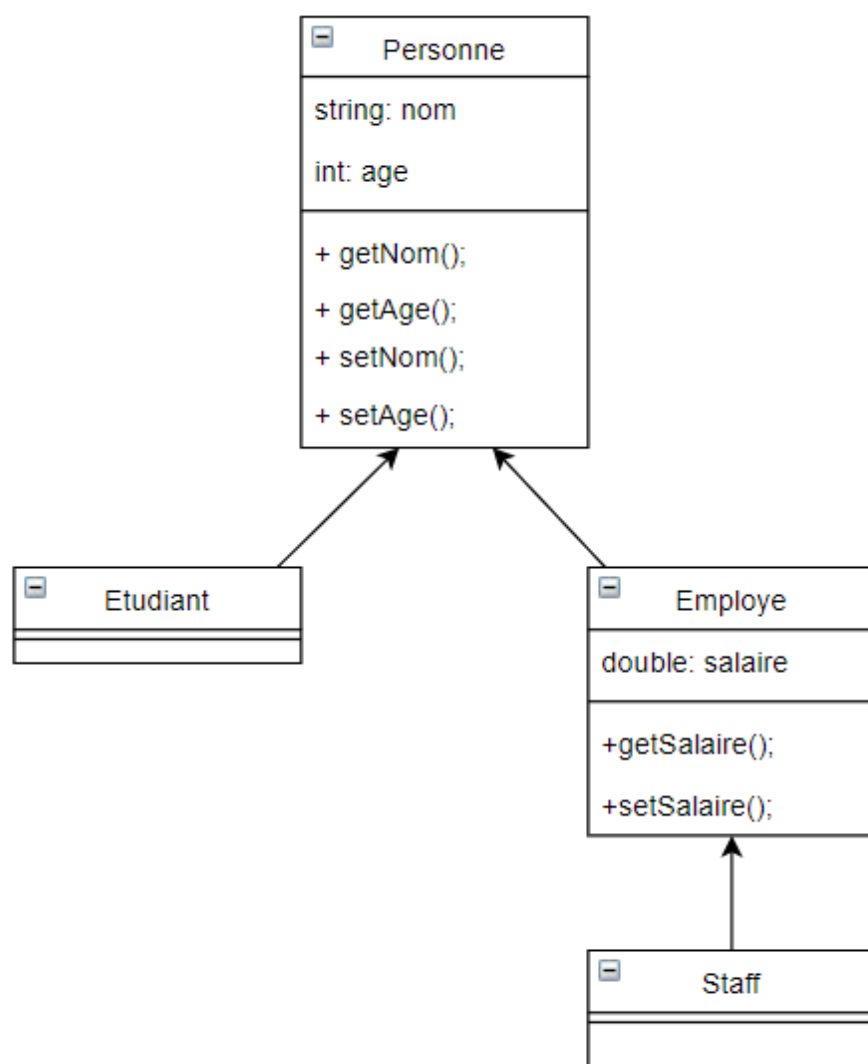 Personne
string: nom
int: age
+ getNom();
+ getAge();
+ setNom();
+ setAge();
Etudiant
Employe
double: salaire
+getSalaire();
+setSalaire();
Staff